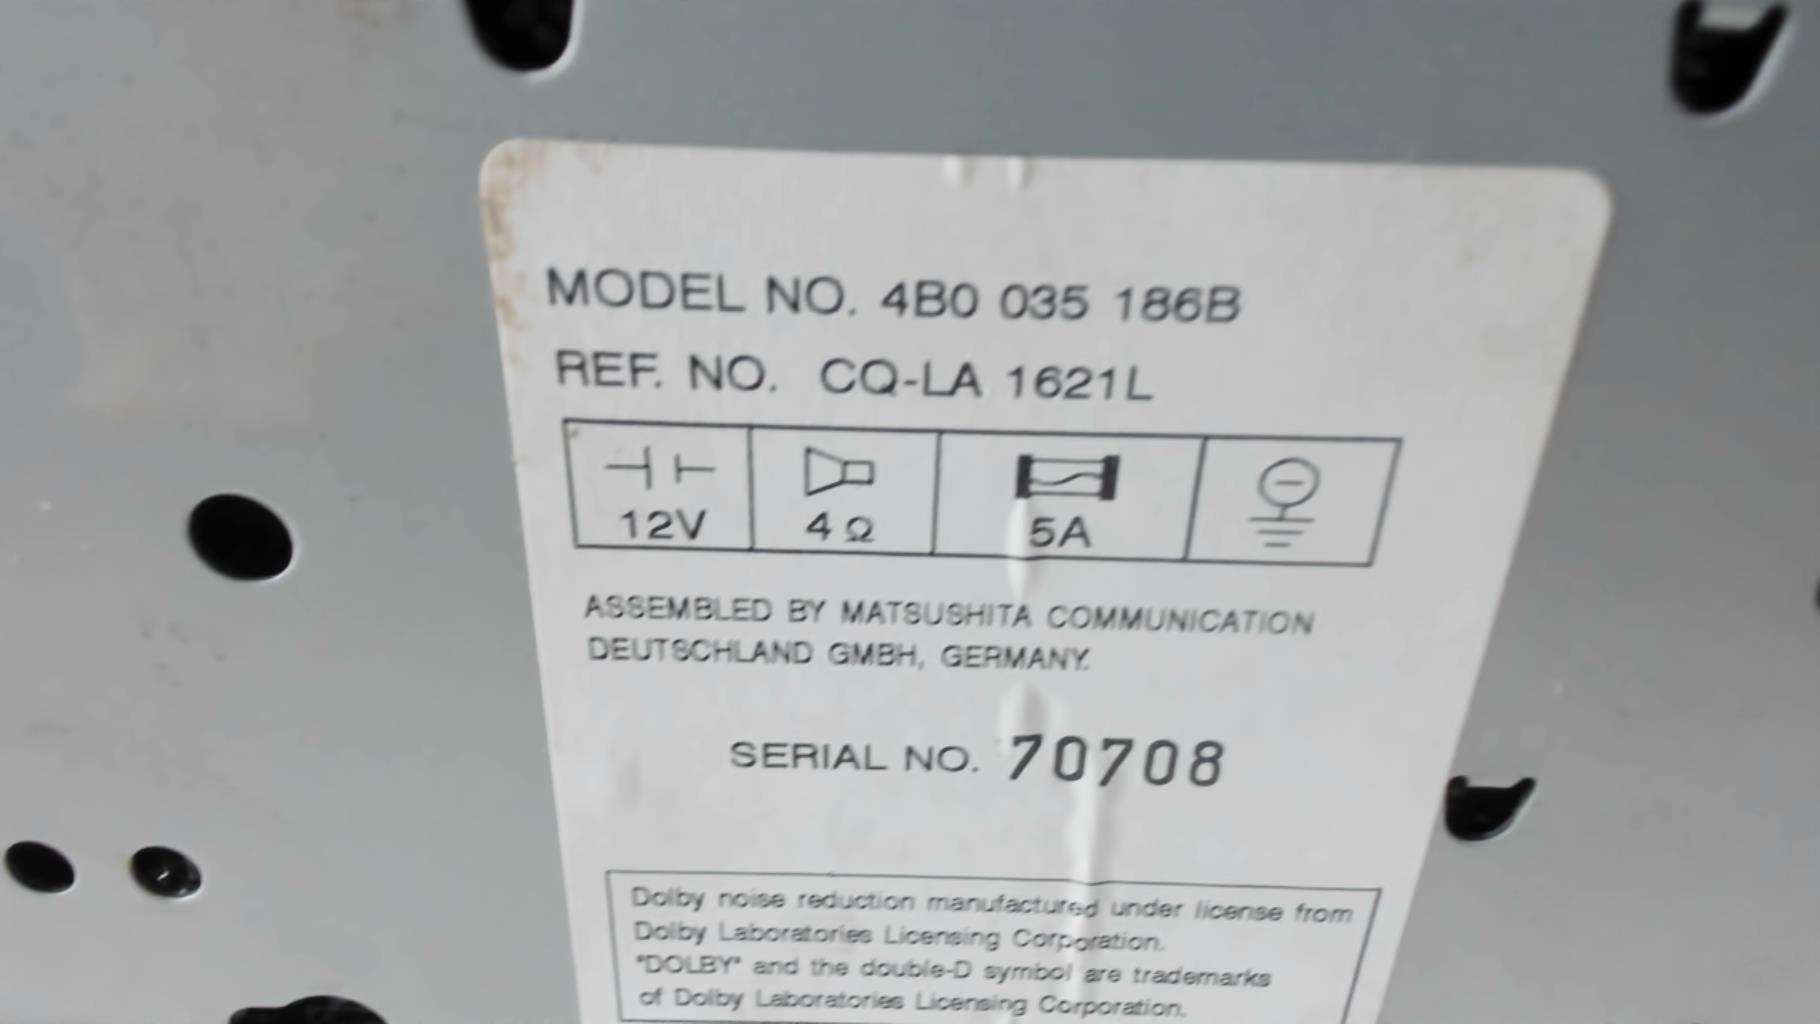 MODEL NO. 4B0 035 186B
REF. NO. CQ-LA 1621L
12V 4Ω 5A
ASSEMBLED BY MATSUSHITA COMMUNICATION
DEUTSCHLAND GMBH, GERMANY.
SERIAL NO. 70708
Dolby noise reduction manufactured under license from
Dolby Laboratories Licensing Corporation.
"DOLBY" and the double-D symbol are trademarks
of Dolby Laboratories Licensing Corporation.